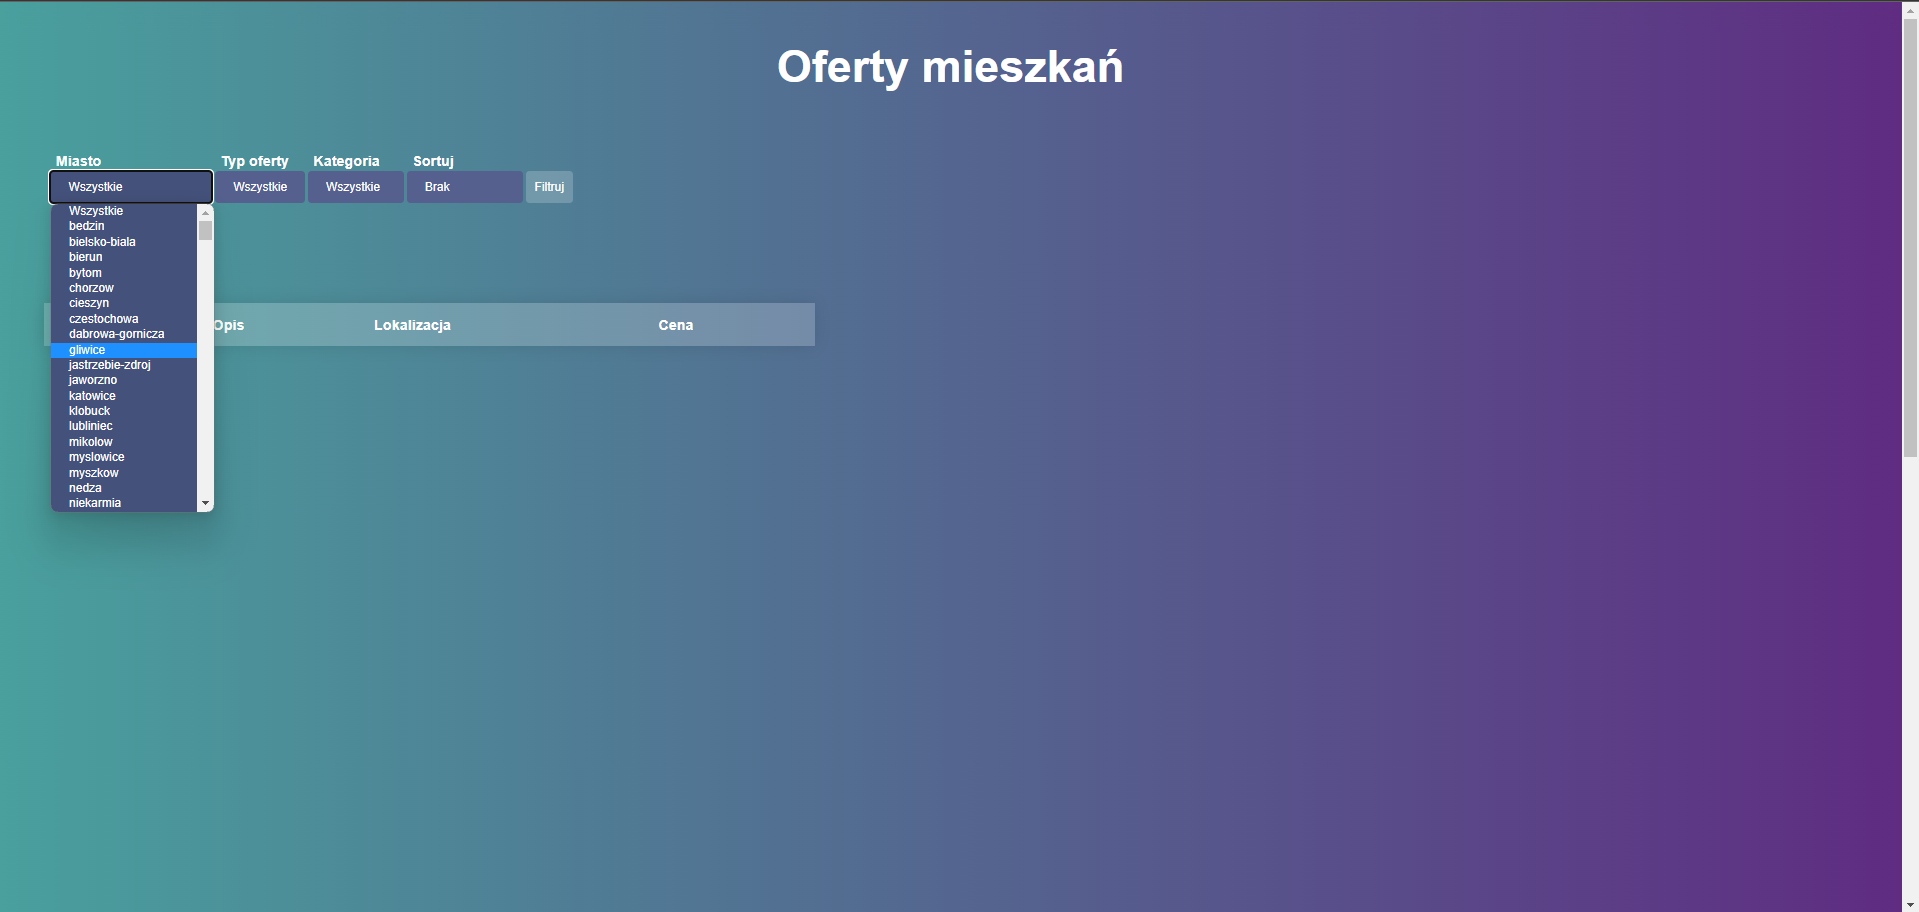 Oferty mieszkań
Miasto Typ oferty Kategoria Sortuj
Wszystkie Wszystkie Wszystkie Brak Filtruj
Wszystkie
bedzin
bielsko-biala
bierun
bytom
chorzow
cieszyn
czestochowa
dabrowa-gornicza
gliwice
jastrzebie-zdroj
jaworzno
katowice
klobuck
lubliniec
mikolow
myslowice
myszkow
nedza
niekarmia
Opis Lokalizacja Cena